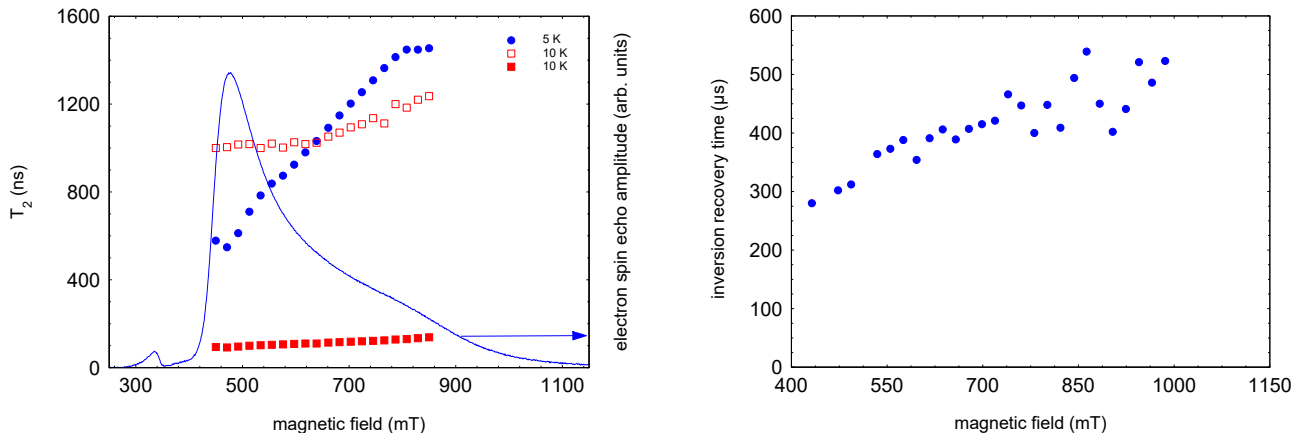 1600
1200
800
400
0
T2 (ns)
300 500 700 900 1100
magnetic field (mT)
5 K
10 K
10 K
electron spin echo amplitude (arb. units)
600
500
400
300
200
100
0
inversion recovery time (µs)
400 550 700 850 1000 1150
magnetic field (mT)